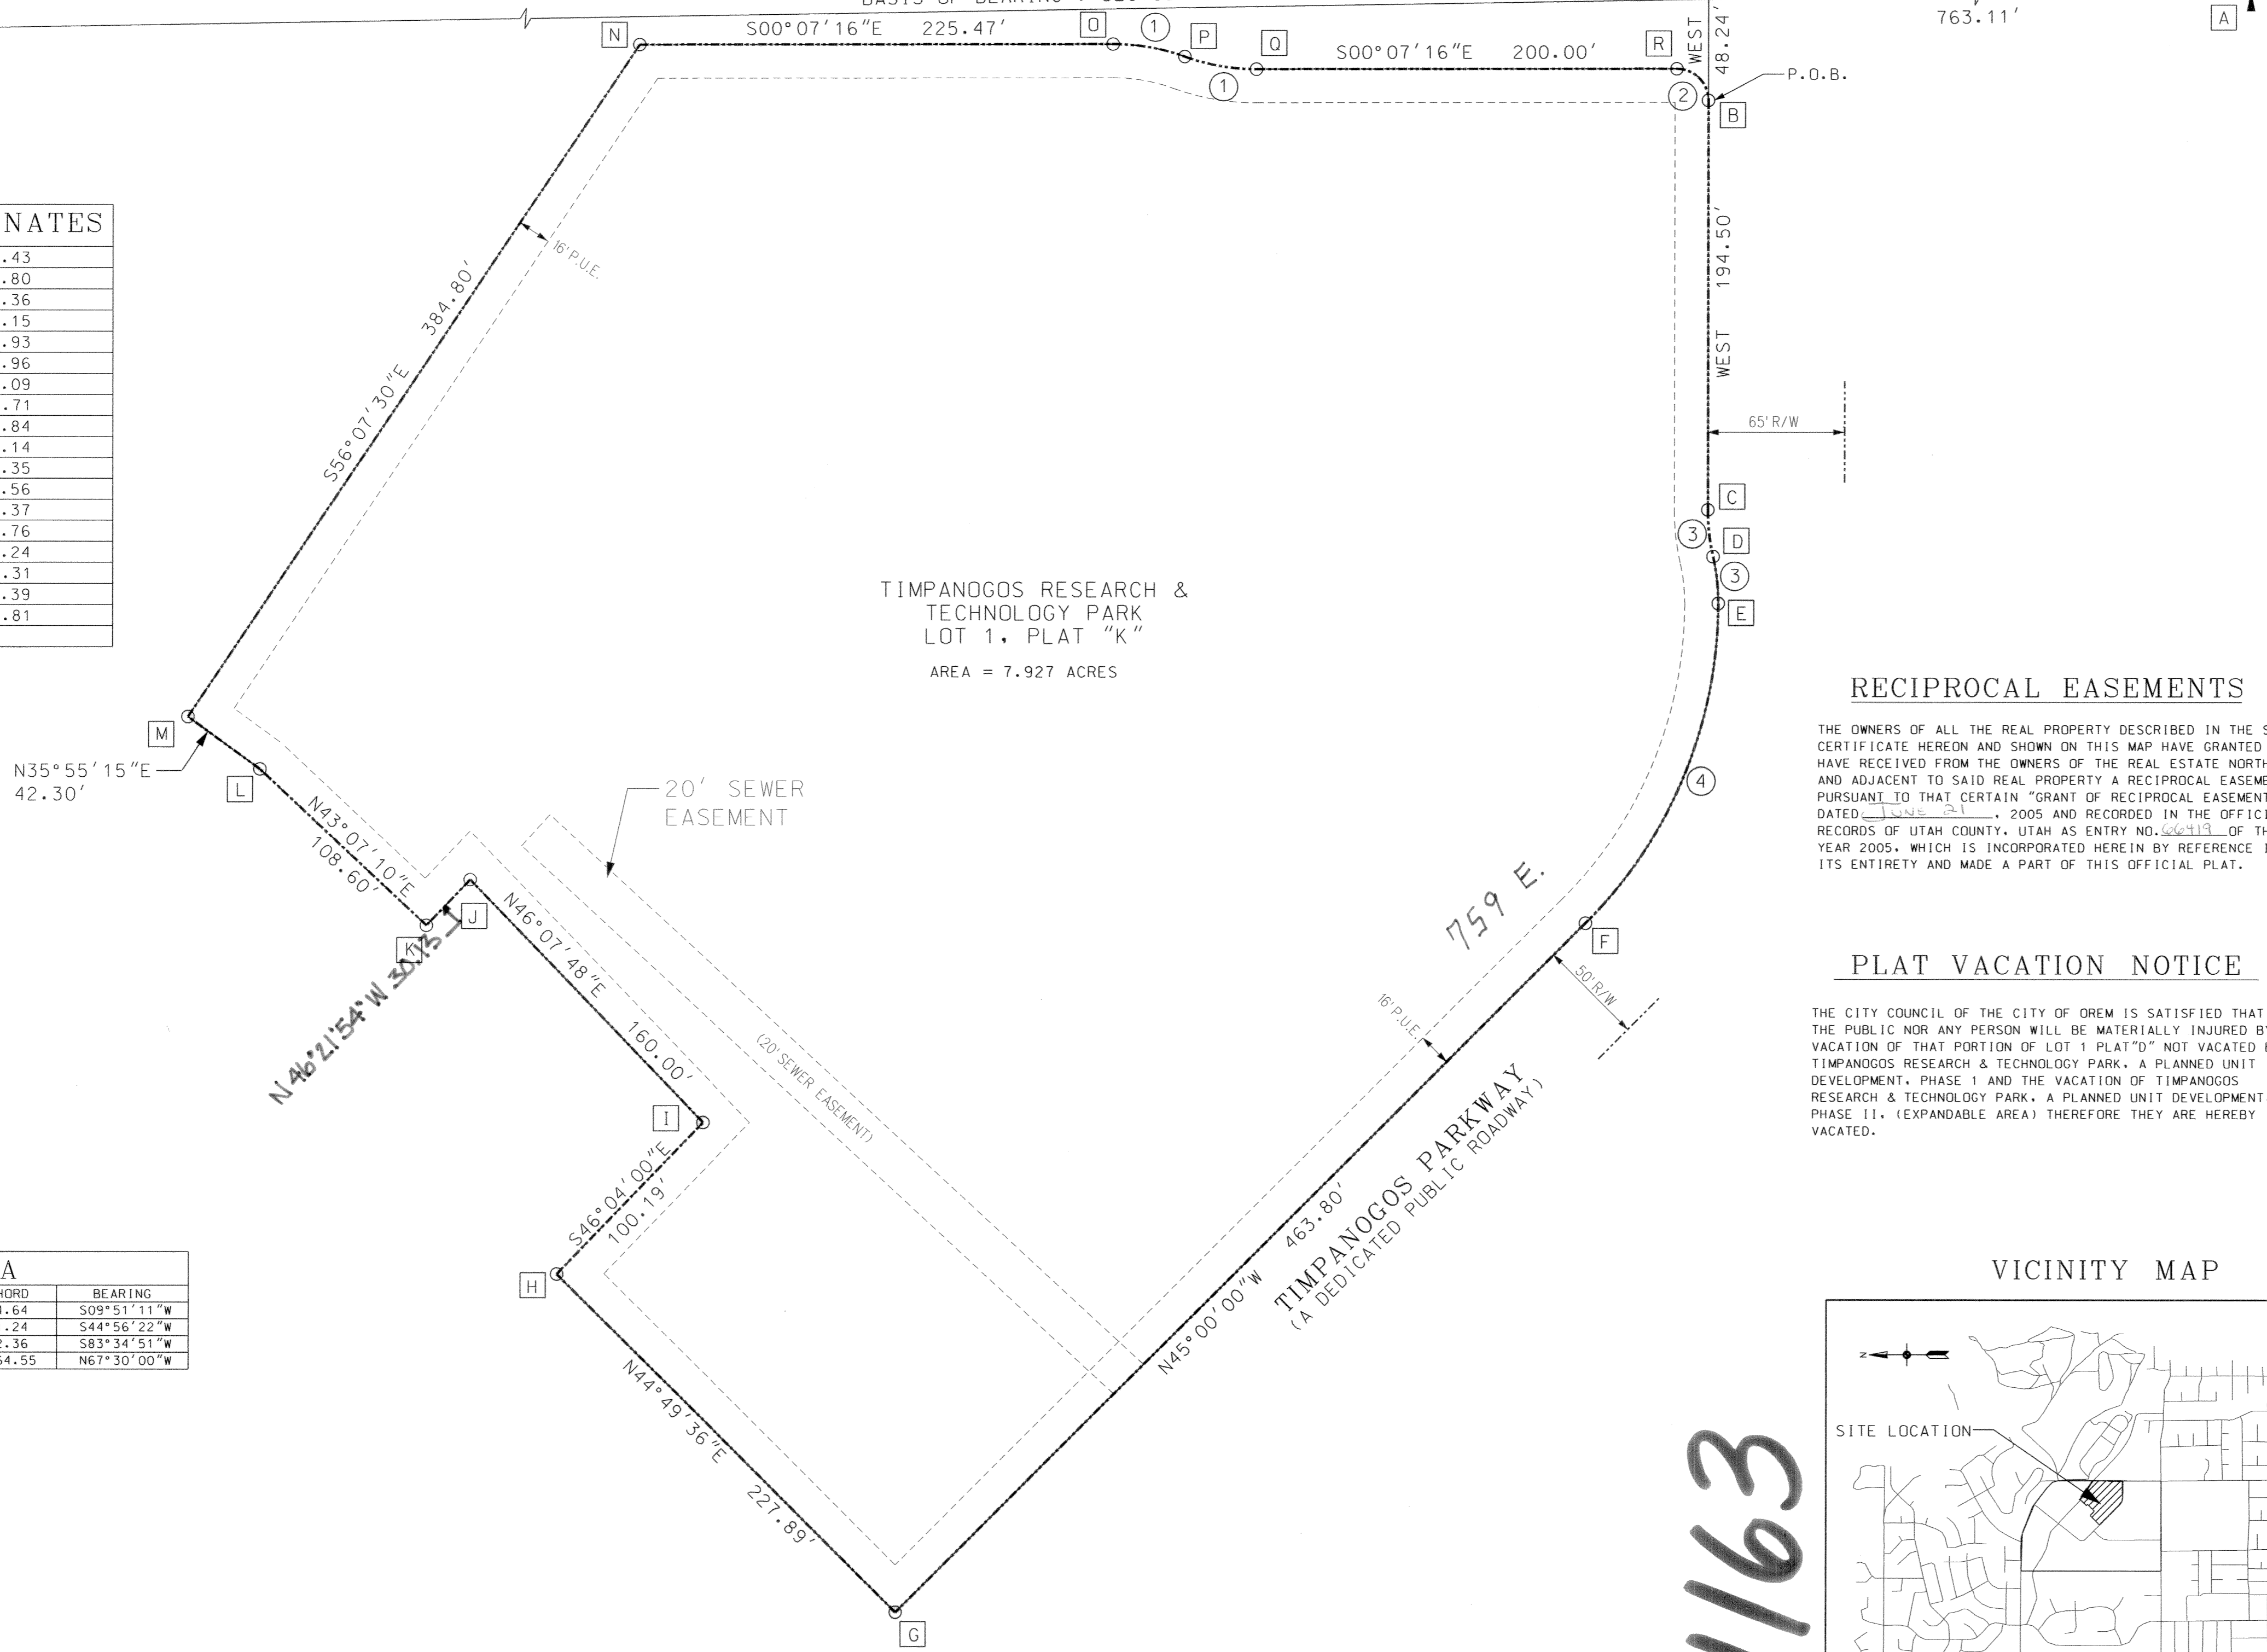 763.11'
A
N
S00°07'16"E 225.47'
O
1
P
Q
1
S00°07'16"E 200.00'
R
WEST 48.24'
2
P.O.B.
B
NATES
.43
.80
.36
.15
.93
.96
.09
.71
.84
.14
.35
.56
.37
.76
.24
.31
.39
.81
16' P.U.E.
S56°07'30"E 384.80'
WEST 194.50'
65' R/W
C
3
D
3
E
TIMPANOGOS RESEARCH &
TECHNOLOGY PARK
LOT 1, PLAT "K"
AREA = 7.927 ACRES
M
N35°55'15"E
42.30'
L
N43°07'10"E
108.60'
20' SEWER
EASEMENT
4
K
J
N46°21'54"W 30.13
N46°07'48"E 160.00'
(20' SEWER EASEMENT)
759 E.
F
50' R/W
16' P.U.E.
I
S46°04'00"E
100.19'
H
N45°00'00"W 463.80'
TIMPANOGOS PARKWAY
(A DEDICATED PUBLIC ROADWAY)
N44°49'36"E 227.89'
G
RECIPROCAL EASEMENTS
THE OWNERS OF ALL THE REAL PROPERTY DESCRIBED IN THE S
CERTIFICATE HEREON AND SHOWN ON THIS MAP HAVE GRANTED
HAVE RECEIVED FROM THE OWNERS OF THE REAL ESTATE NORTH
AND ADJACENT TO SAID REAL PROPERTY A RECIPROCAL EASEME
PURSUANT TO THAT CERTAIN "GRANT OF RECIPROCAL EASEMENT
DATED JUNE 21, 2005 AND RECORDED IN THE OFFICI
RECORDS OF UTAH COUNTY, UTAH AS ENTRY NO. 66419 OF TH
YEAR 2005, WHICH IS INCORPORATED HEREIN BY REFERENCE I
ITS ENTIRETY AND MADE A PART OF THIS OFFICIAL PLAT.
PLAT VACATION NOTICE
THE CITY COUNCIL OF THE CITY OF OREM IS SATISFIED THAT
THE PUBLIC NOR ANY PERSON WILL BE MATERIALLY INJURED B
VACATION OF THAT PORTION OF LOT 1 PLAT"D" NOT VACATED
TIMPANOGOS RESEARCH & TECHNOLOGY PARK, A PLANNED UNIT
DEVELOPMENT, PHASE 1 AND THE VACATION OF TIMPANOGOS
RESEARCH & TECHNOLOGY PARK, A PLANNED UNIT DEVELOPMENT
PHASE II, (EXPANDABLE AREA) THEREFORE THEY ARE HEREBY
VACATED.
A
HORD BEARING
.64 S09°51'11"W
.24 S44°56'22"W
2.36 S83°34'51"W
64.55 N67°30'00"W
VICINITY MAP
N
SITE LOCATION
1163